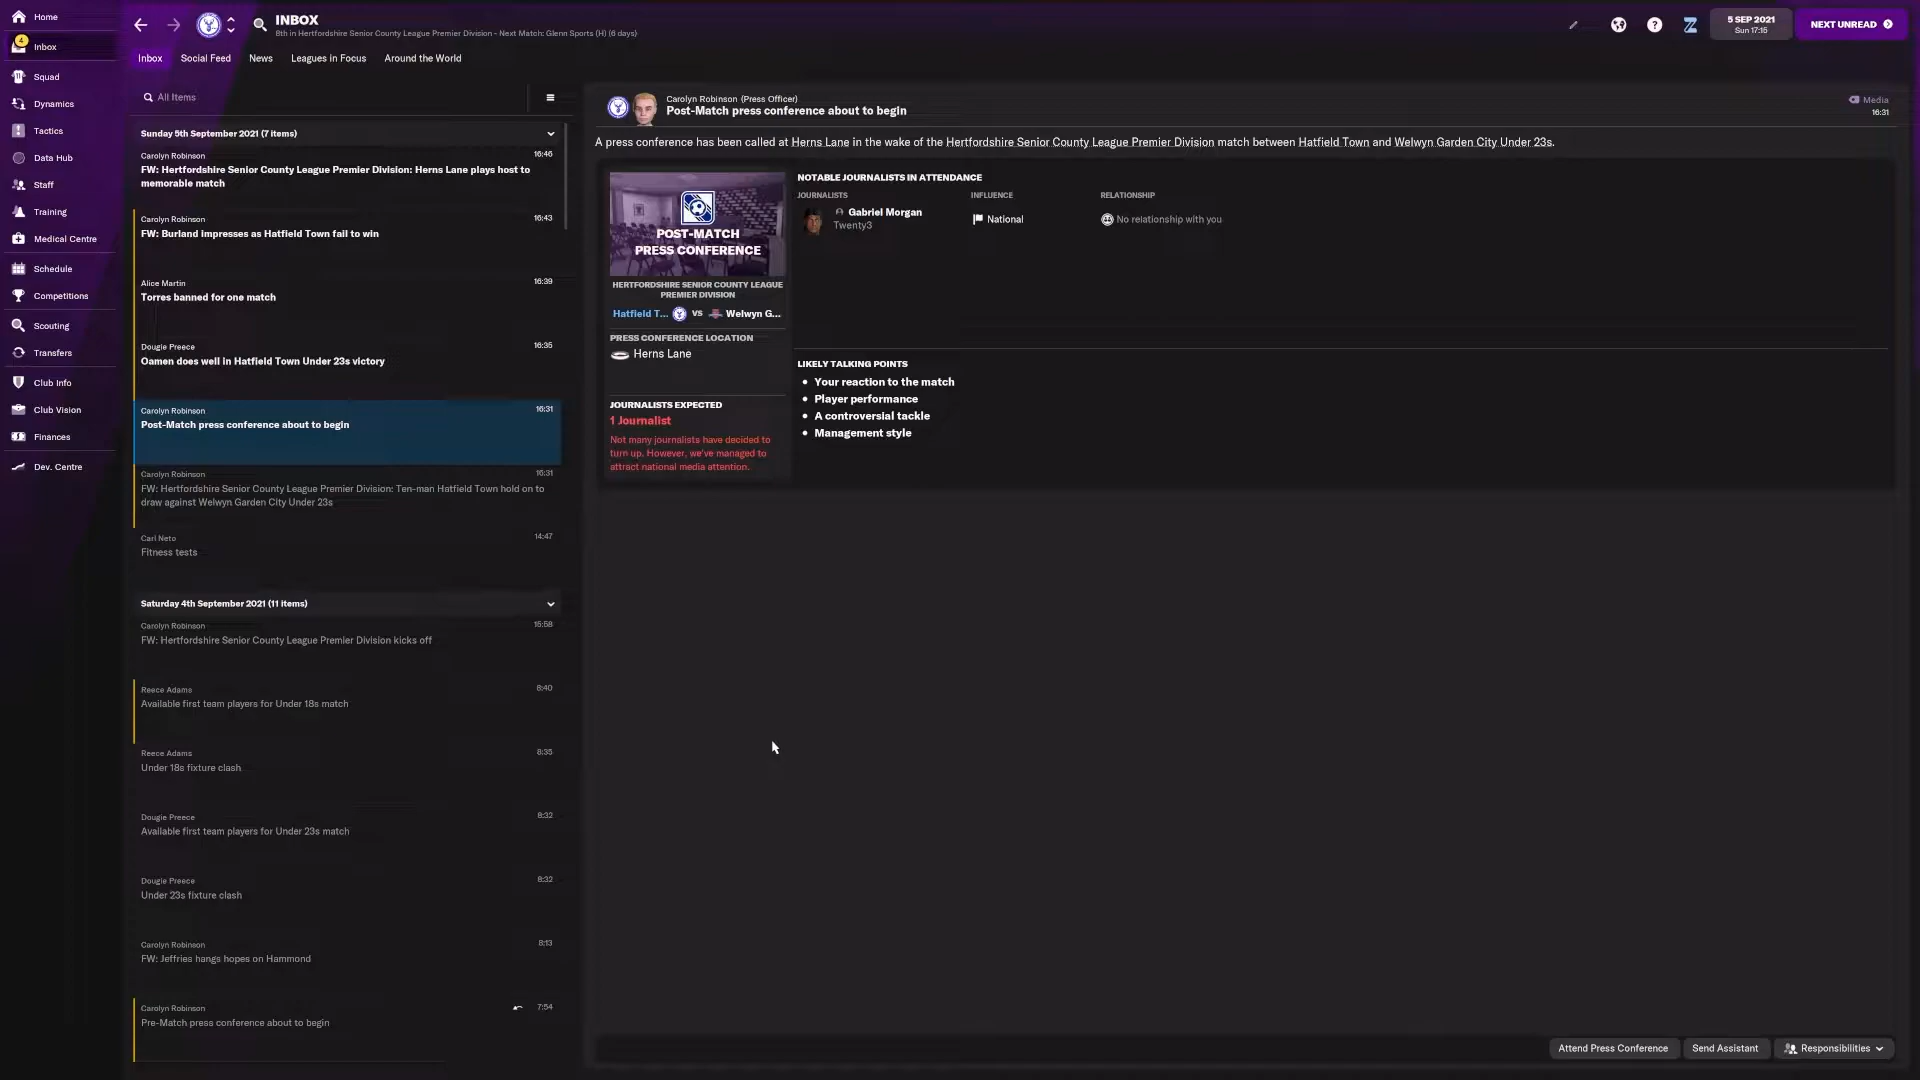 Home
4
Inbox
Squad
Dynamics
Tactics
Data Hub
Staff
Training
Medical Centre
Schedule
Competitions
Scouting
Transfers
Club Info
Club Vision
Finances
Dev. Centre
INBOX
8th in Hertfordshire Senior County League Premier Division - Next Match: Glenn Sports (H) (6 days)
5 SEP 2021
Sun 17:15
NEXT UNREAD
Inbox Social Feed News Leagues in Focus Around the World
All Items
Sunday 5th September 2021 (7 items)
Carolyn Robinson 16:46
FW: Hertfordshire Senior County League Premier Division: Herns Lane plays host to
memorable match
Carolyn Robinson 16:43
FW: Burland impresses as Hatfield Town fail to win
Alice Martin 16:39
Torres banned for one match
Dougie Preece 16:35
Oamen does well in Hatfield Town Under 23s victory
Carolyn Robinson 16:31
Post-Match press conference about to begin
Carolyn Robinson 16:31
FW: Hertfordshire Senior County League Premier Division: Ten-man Hatfield Town hold on to
draw against Welwyn Garden City Under 23s
Carl Neto 14:47
Fitness tests
Saturday 4th September 2021 (11 items)
Carolyn Robinson 15:58
FW: Hertfordshire Senior County League Premier Division kicks off
Reece Adams 8:40
Available first team players for Under 18s match
Reece Adams 8:35
Under 18s fixture clash
Dougie Preece 8:32
Available first team players for Under 23s match
Dougie Preece 8:32
Under 23s fixture clash
Carolyn Robinson 8:13
FW: Jeffries hangs hopes on Hammond
Carolyn Robinson 7:54
Pre-Match press conference about to begin
Carolyn Robinson (Press Officer)
Post-Match press conference about to begin
Media
16:31
A press conference has been called at Herns Lane in the wake of the Hertfordshire Senior County League Premier Division match between Hatfield Town and Welwyn Garden City Under 23s.
POST-MATCH
PRESS CONFERENCE
HERTFORDSHIRE SENIOR COUNTY LEAGUE
PREMIER DIVISION
Hatfield T... VS Welwyn G...
PRESS CONFERENCE LOCATION
Herns Lane
JOURNALISTS EXPECTED
1 Journalist
Not many journalists have decided to
turn up. However, we've managed to
attract national media attention.
NOTABLE JOURNALISTS IN ATTENDANCE
JOURNALISTS INFLUENCE RELATIONSHIP
Gabriel Morgan National No relationship with you
Twenty3
LIKELY TALKING POINTS
• Your reaction to the match
• Player performance
• A controversial tackle
• Management style
Attend Press Conference Send Assistant Responsibilities